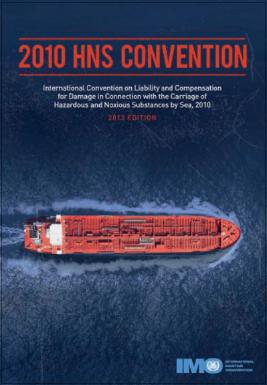 2010 HNS CONVENTION
International Convention on Liability and Compensation
for Damage in Connection with the Carriage of
Hazardous and Noxious Substances by Sea, 2010
2013 EDITION
IMO
INTERNATIONAL
MARITIME
ORGANIZATION